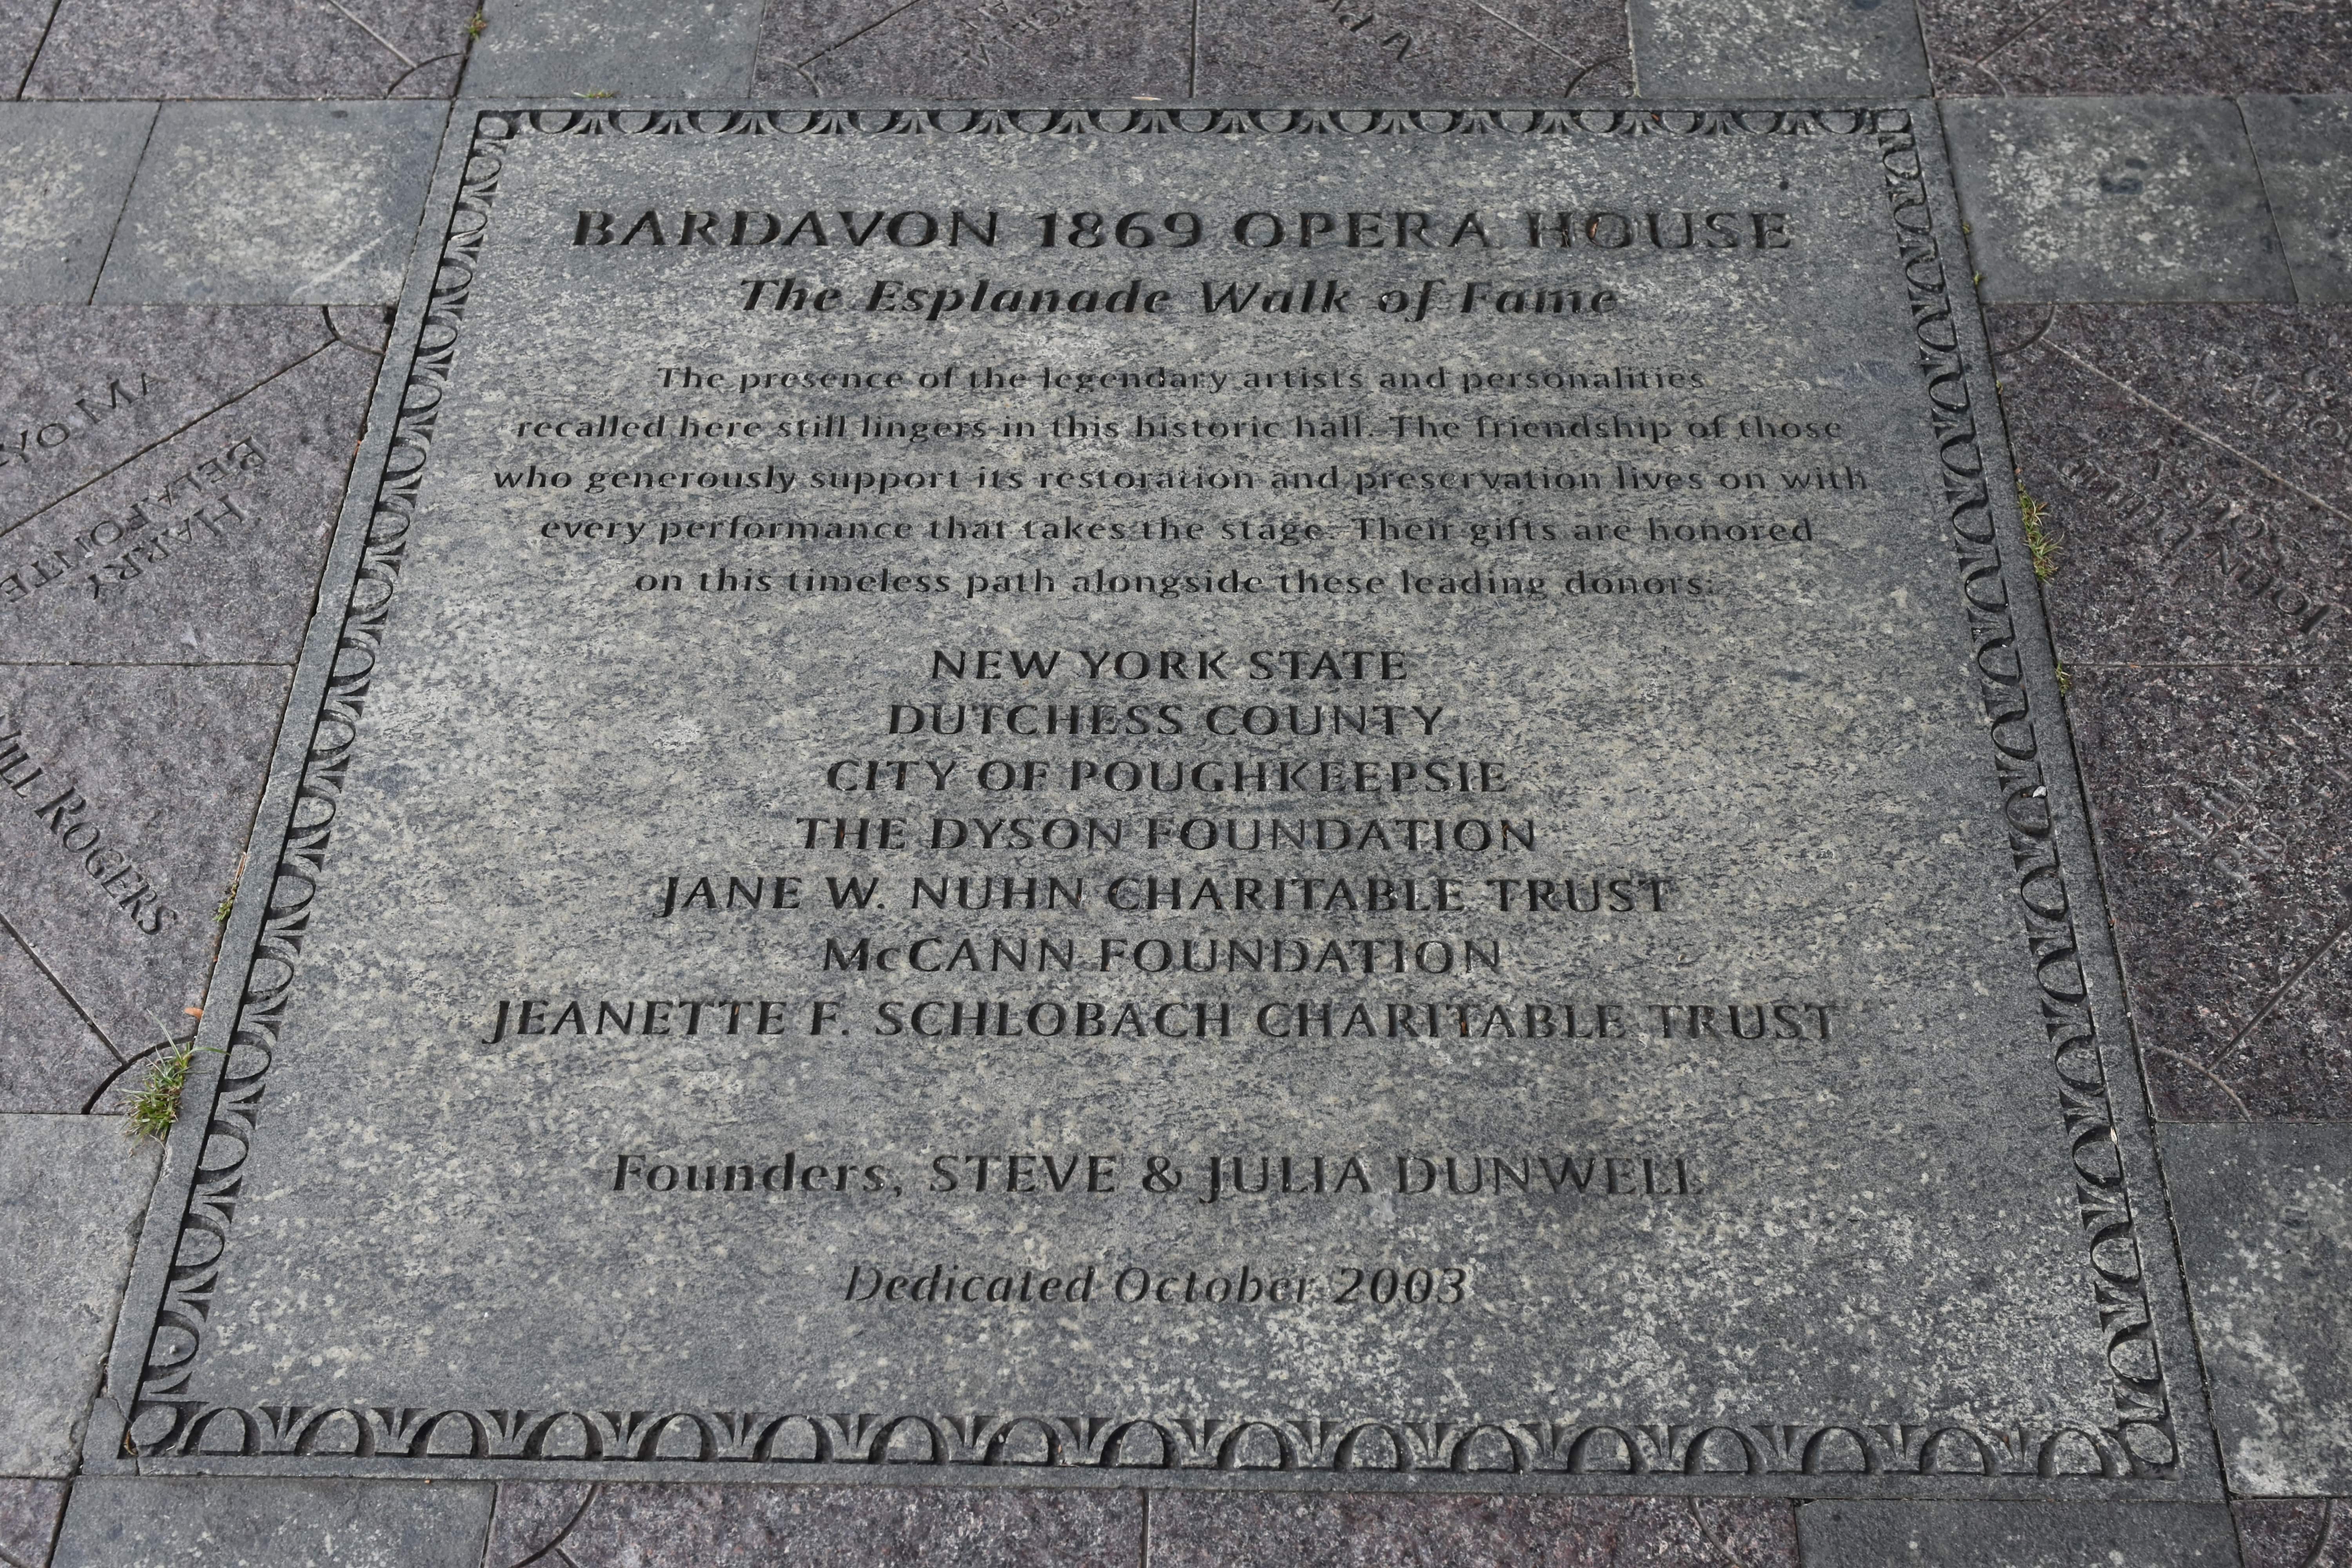 BARDAVON 1869 OPERA HOUSE
The Esplanade Walk of Fame
The presence of the legendary artists and personalities
recalled here still lingers in this historic hall. The friendship of those
who generously support its restoration and preservation lives on with
every performance that takes the stage. Their gifts are honored
on this timeless path alongside these leading donors:
NEW YORK STATE
DUTCHESS COUNTY
CITY OF POUGHKEEPSIE
THE DYSON FOUNDATION
JANE W. NUHN CHARITABLE TRUST
McCANN FOUNDATION
JEANETTE F. SCHLOBACH CHARITABLE TRUST
Founders, STEVE & JULIA DUNWELL
Dedicated October 2003
HARRY
BELAFONTE
ROGERS
John Philip
Sousa